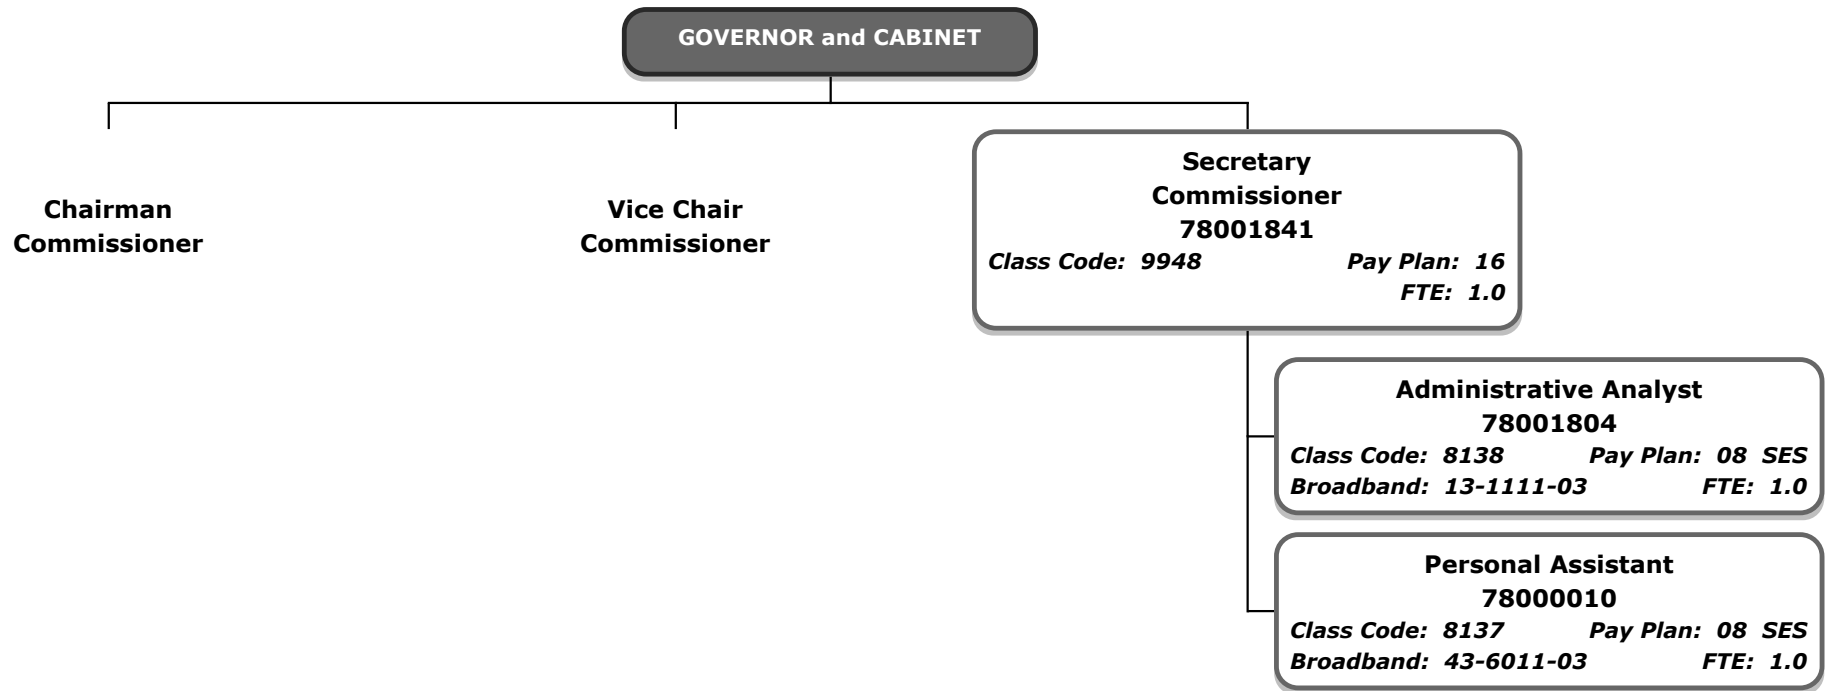 GOVERNOR and CABINET
Chairman
Commissioner
Vice Chair
Commissioner
Secretary
Commissioner
78001841
Class Code: 9948 Pay Plan: 16
FTE: 1.0
Administrative Analyst
78001804
Class Code: 8138 Pay Plan: 08 SES
Broadband: 13-1111-03 FTE: 1.0
Personal Assistant
78000010
Class Code: 8137 Pay Plan: 08 SES
Broadband: 43-6011-03 FTE: 1.0